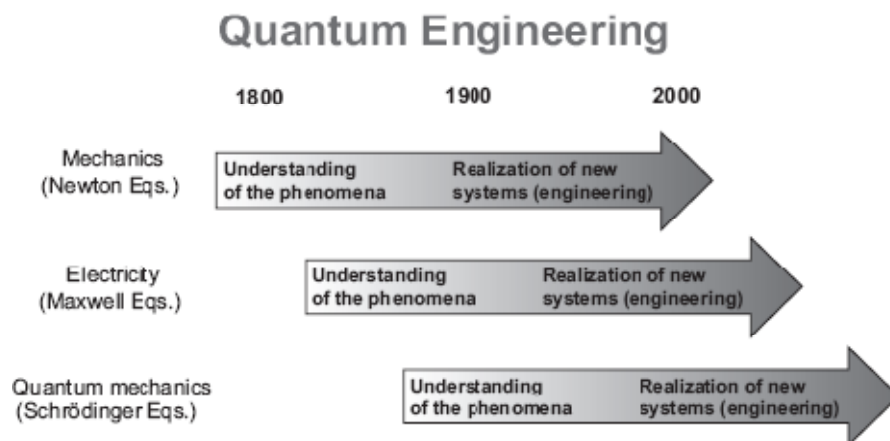 Quantum Engineering
1800 1900 2000
Mechanics
(Newton Eqs.)
Understanding
of the phenomena
Realization of new
systems (engineering)
Electricity
(Maxwell Eqs.)
Understanding
of the phenomena
Realization of new
systems (engineering)
Quantum mechanics
(Schrödinger Eqs.)
Understanding
of the phenomena
Realization of new
systems (engineering)